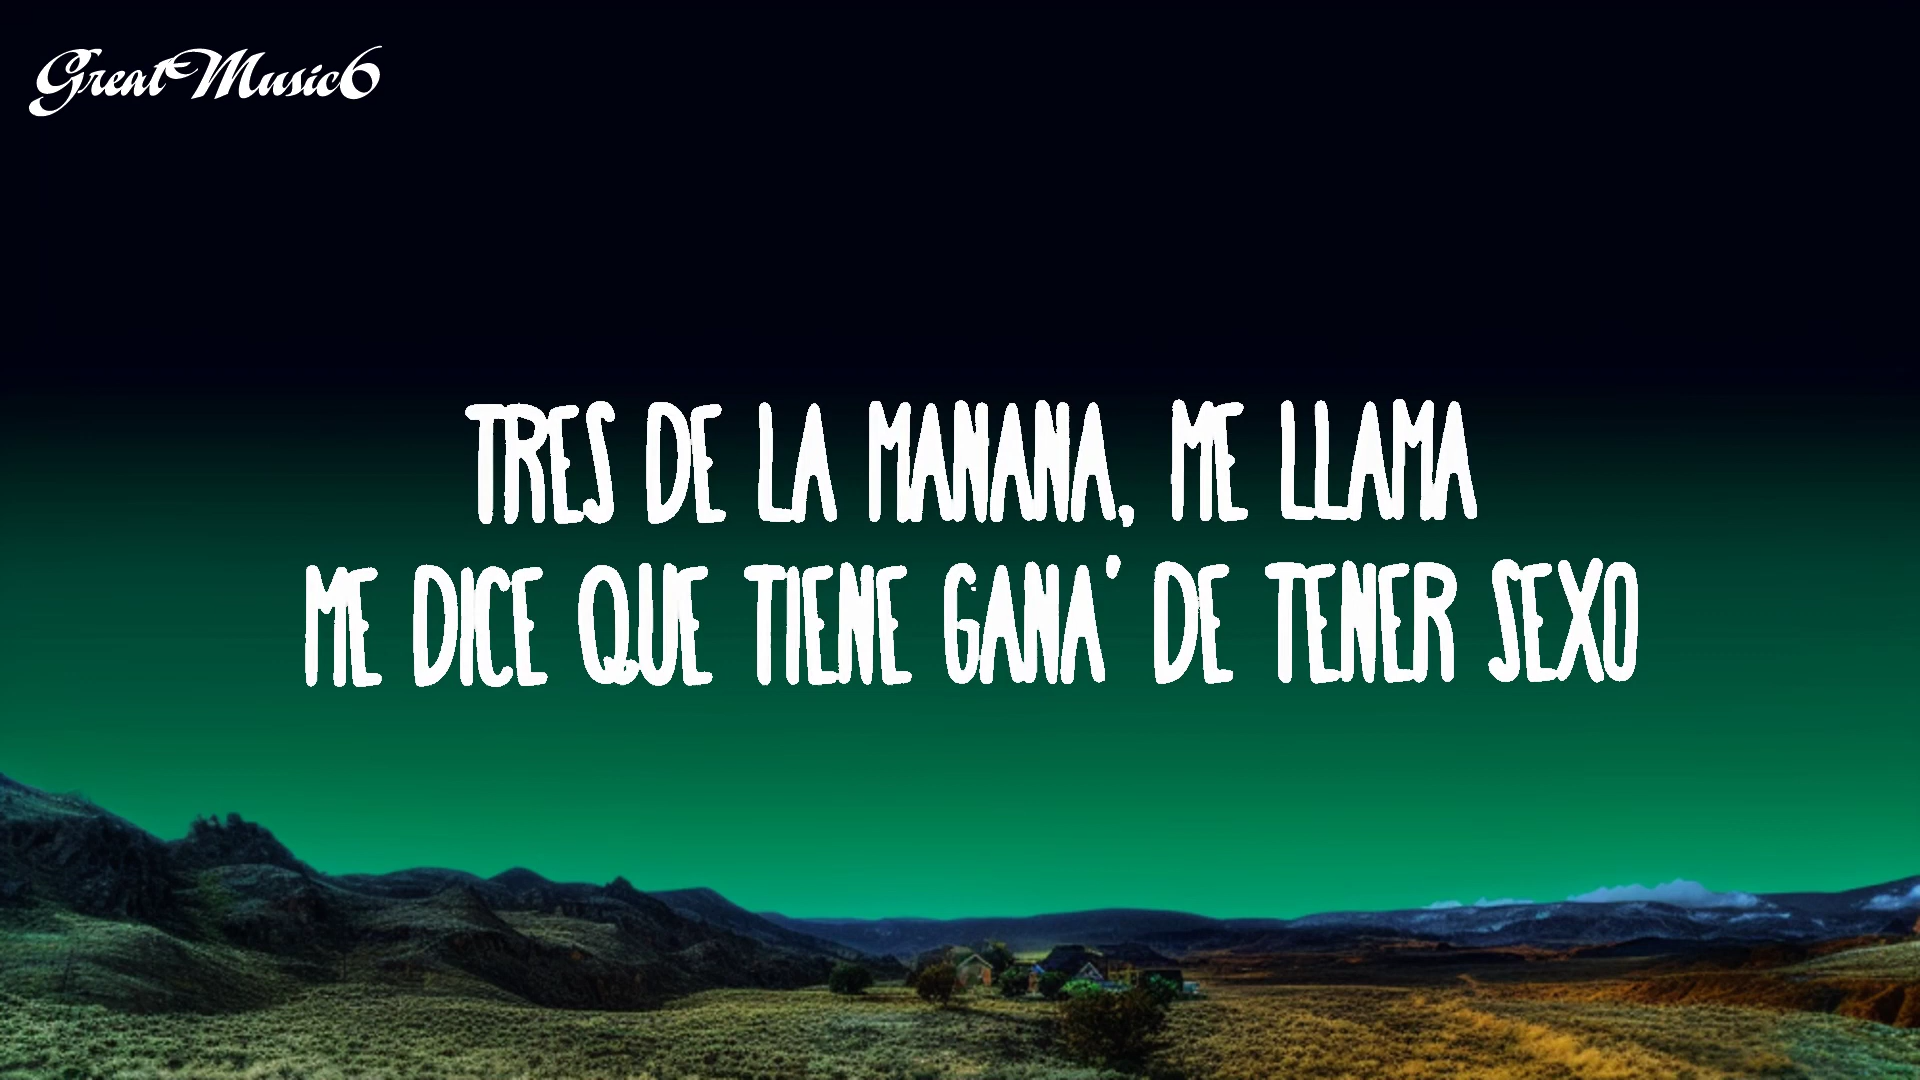 GreatMusic6
TRES DE LA MANANA, ME LLAMA
ME DICE QUE TIENE GANA' DE TENER SEXO